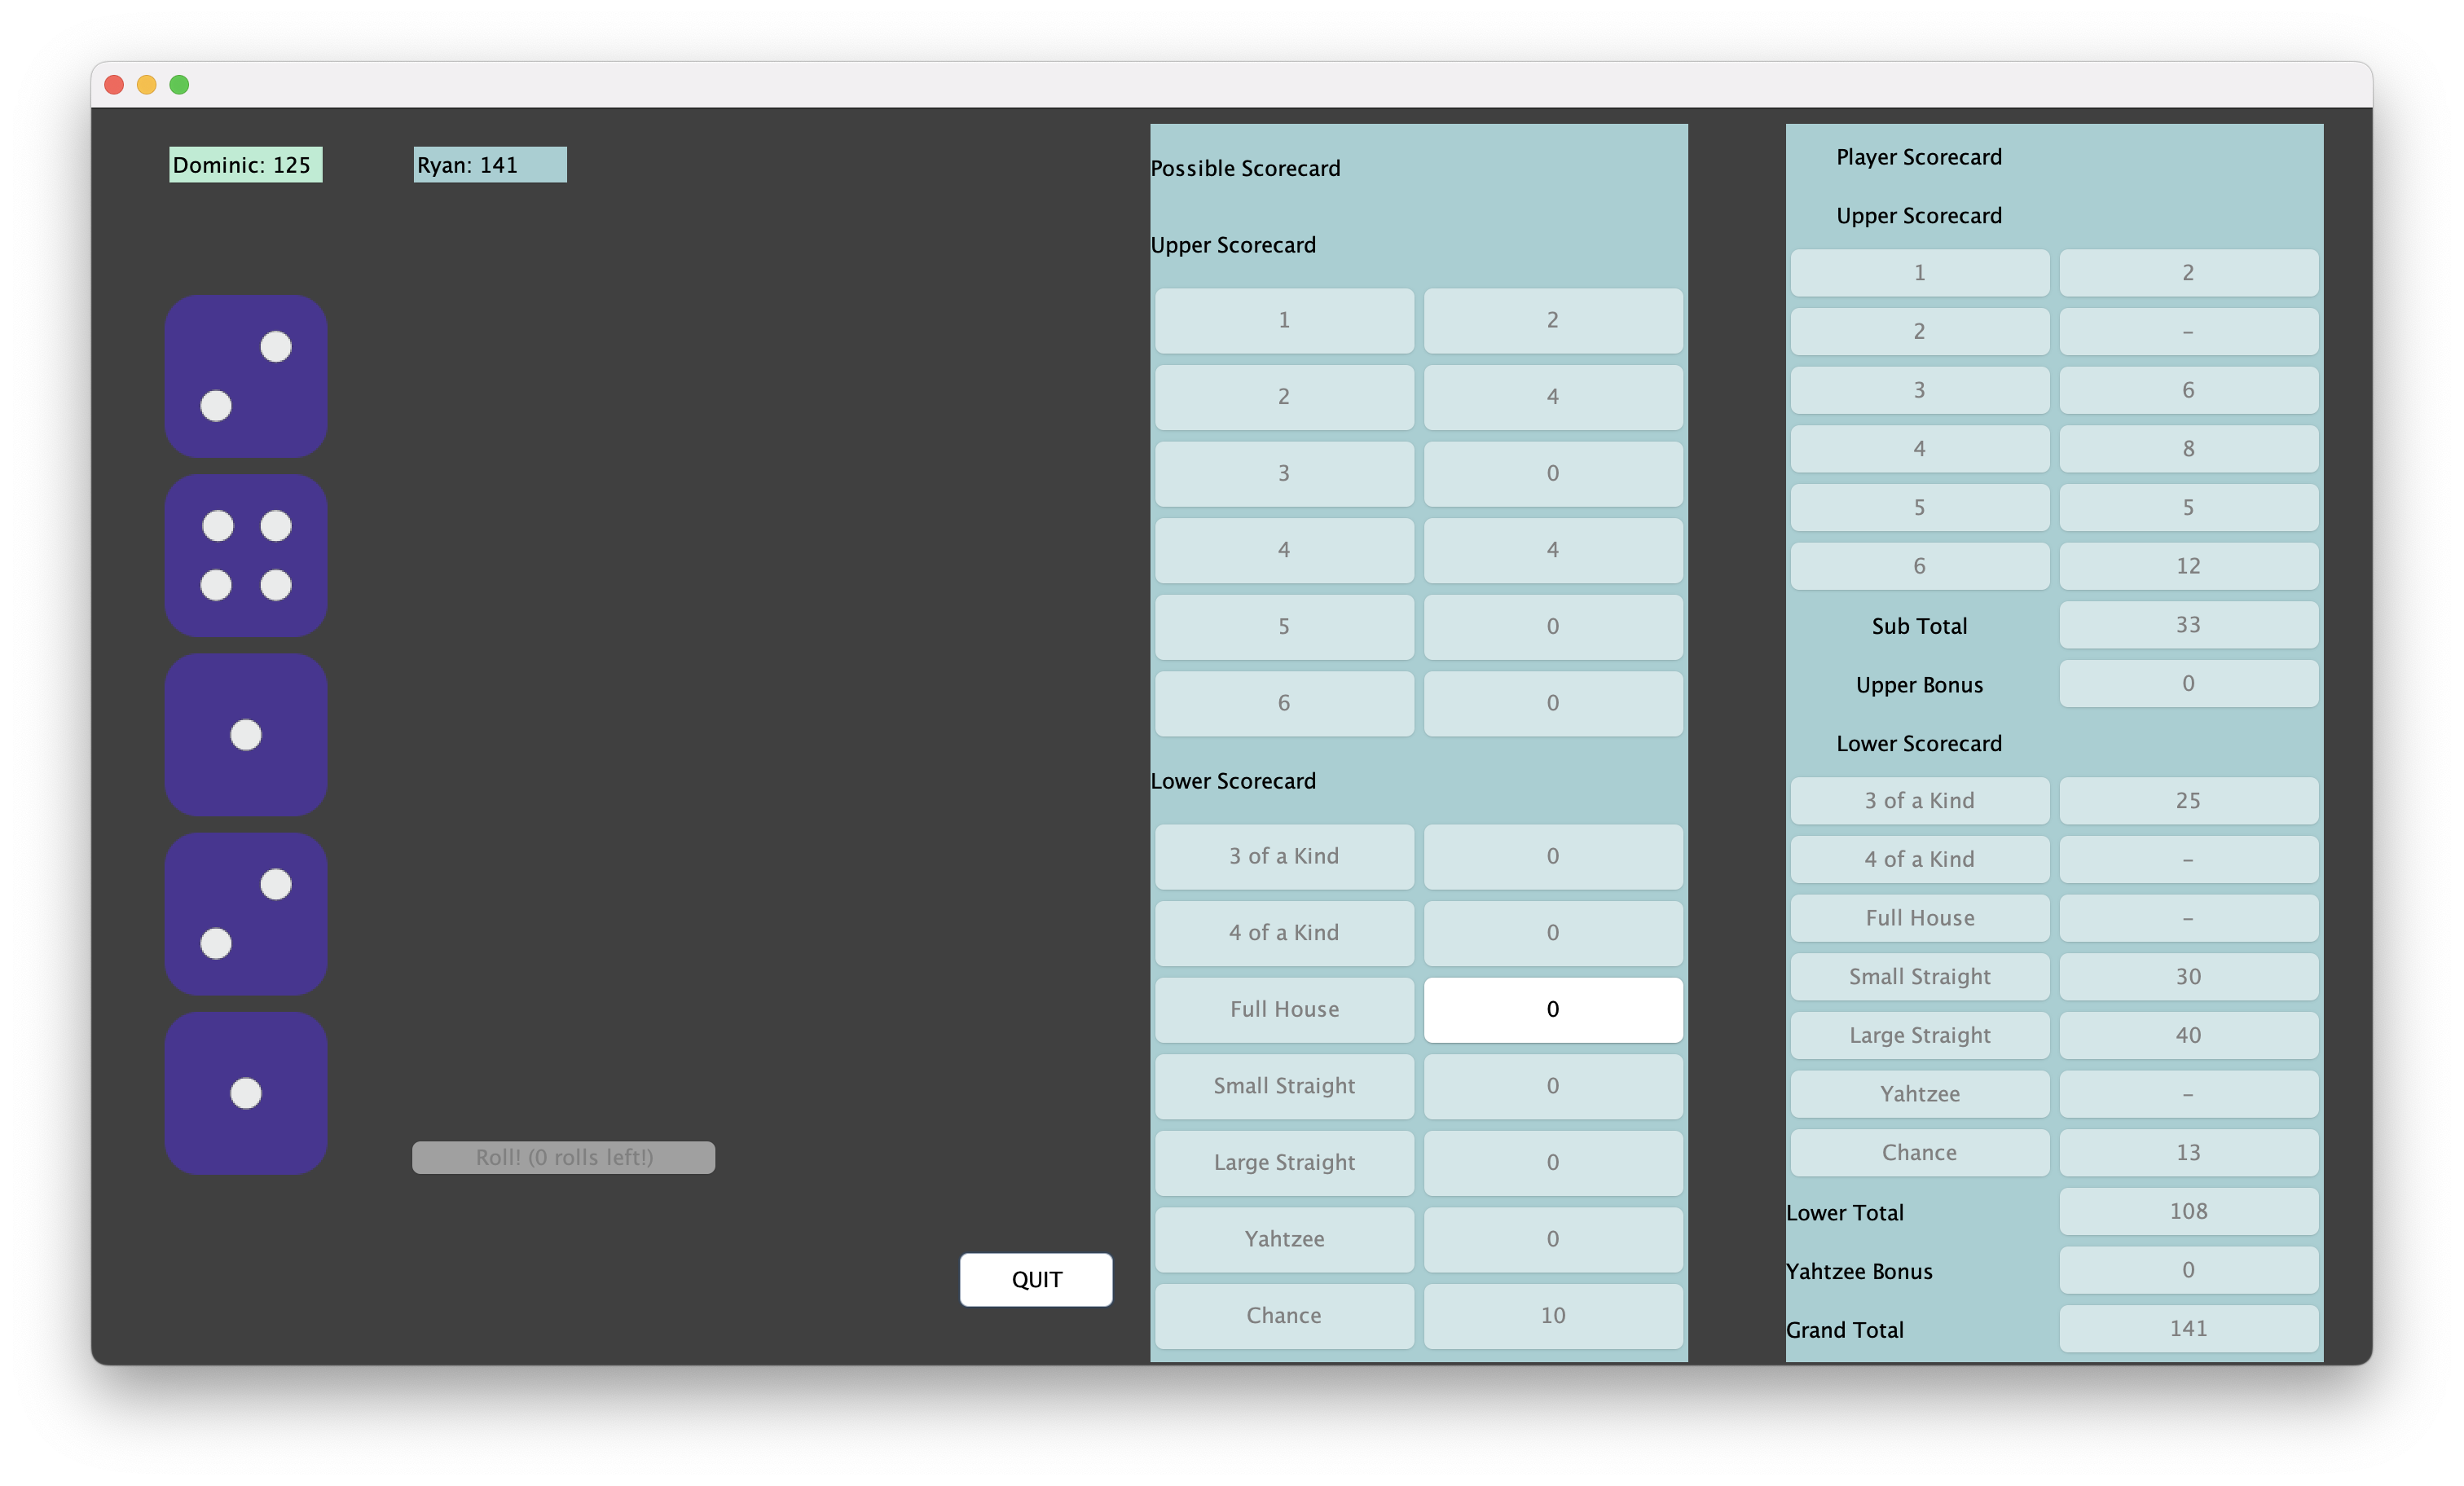 Dominic: 125
Ryan: 141
Roll! (0 rolls left!)
QUIT
Possible Scorecard
Upper Scorecard
1 2
2 4
3 0
4 4
5 0
6 0
Lower Scorecard
3 of a Kind 0
4 of a Kind 0
Full House 0
Small Straight 0
Large Straight 0
Yahtzee 0
Chance 10
Player Scorecard
Upper Scorecard
1 2
2 -
3 6
4 8
5 5
6 12
Sub Total 33
Upper Bonus 0
Lower Scorecard
3 of a Kind 25
4 of a Kind -
Full House -
Small Straight 30
Large Straight 40
Yahtzee -
Chance 13
Lower Total 108
Yahtzee Bonus 0
Grand Total 141